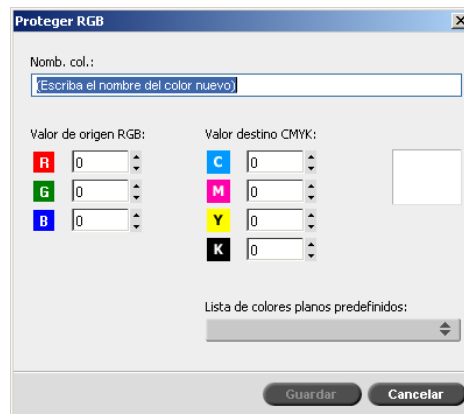 Proteger RGB
Nomb. col.:
(Escriba el nombre del color nuevo)
Valor de origen RGB:
Valor destino CMYK:
R 0
C 0
G 0
M 0
B 0
Y 0
K 0
Lista de colores planos predefinidos:
Guardar
Cancelar